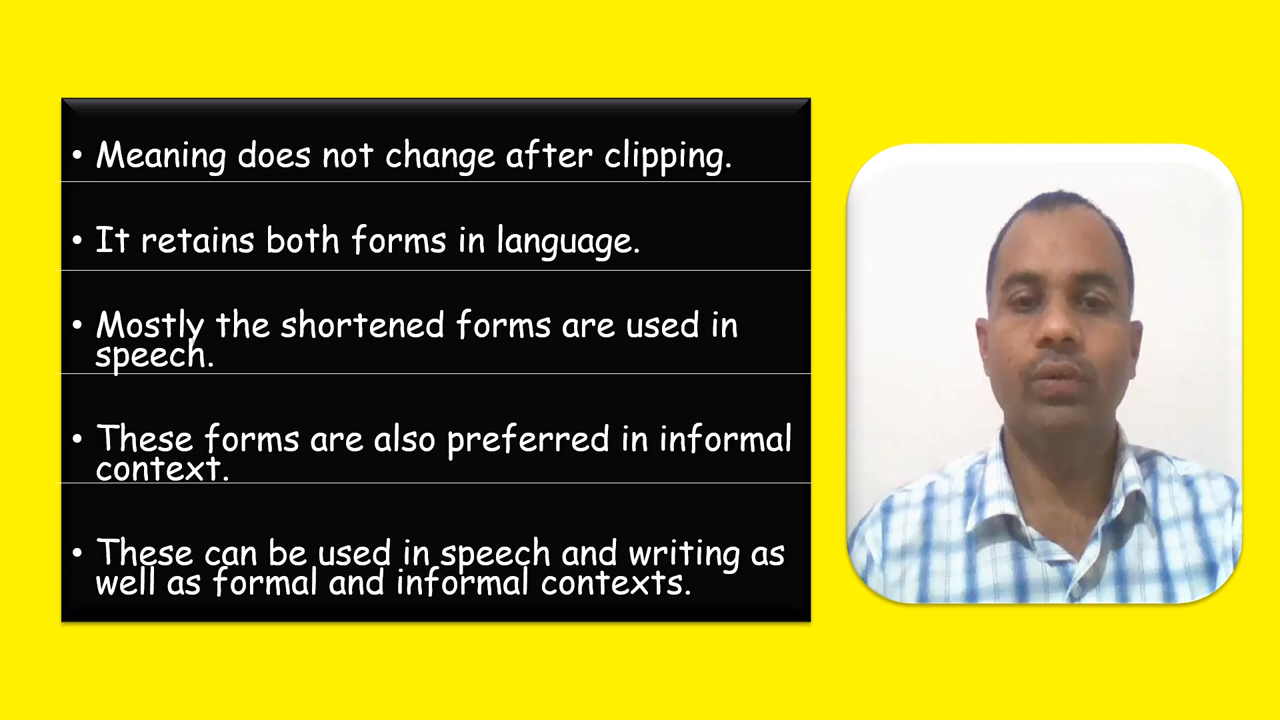 • Meaning does not change after clipping.
• It retains both forms in language.
• Mostly the shortened forms are used in
speech.
• These forms are also preferred in informal
context.
• These can be used in speech and writing as
well as formal and informal contexts.